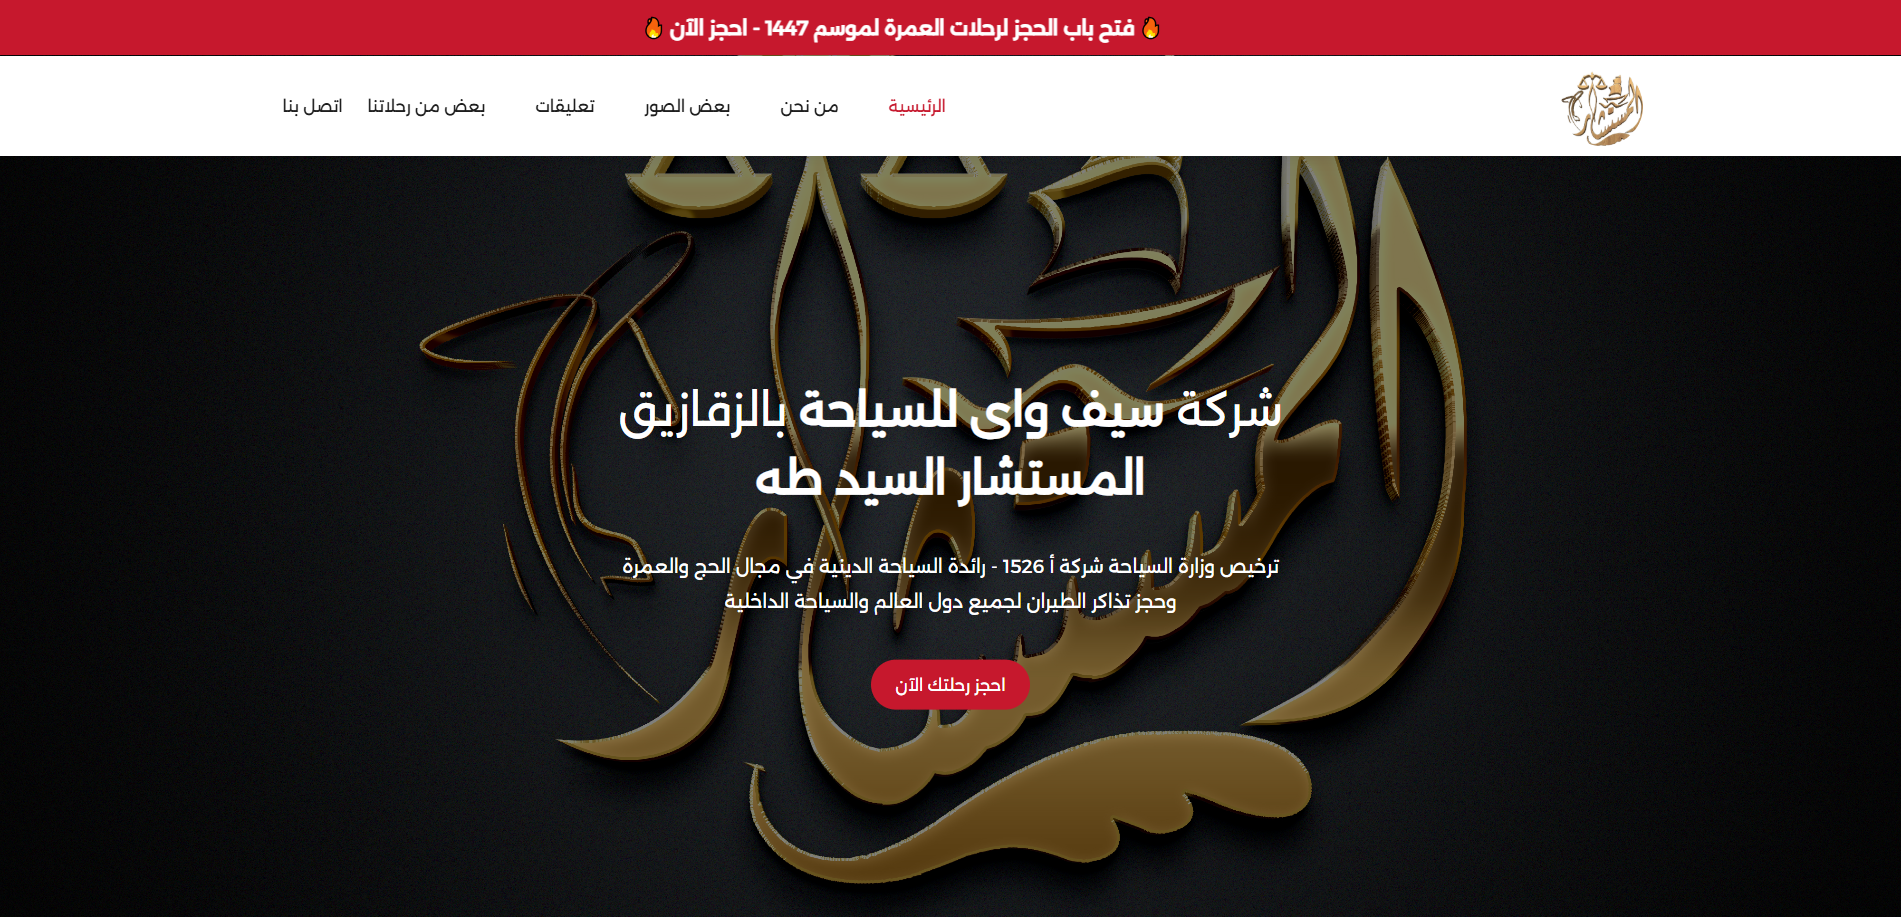 🔥 فتح باب الحجز لرحلات العمرة لموسم 1447 - احجز الآن 🔥
المستشار
الرئيسية
من نحن
بعض الصور
تعليقات
بعض من رحلاتنا
اتصل بنا
شركة سيف واى للسياحة بالزقازيق
المستشار السيد طه
ترخيص وزارة السياحة شركة أ 1526 - رائدة السياحة الدينية في مجال الحج والعمرة
وحجز تذاكر الطيران لجميع دول العالم والسياحة الداخلية
احجز رحلتك الآن
المستشار